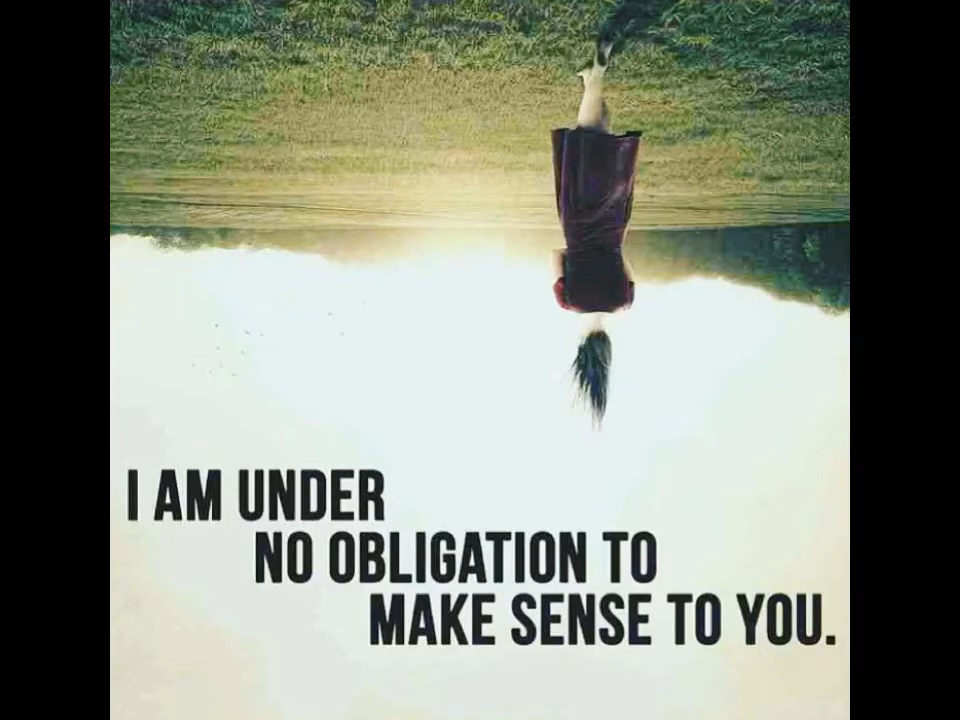 I AM UNDER
NO OBLIGATION TO
MAKE SENSE TO YOU.